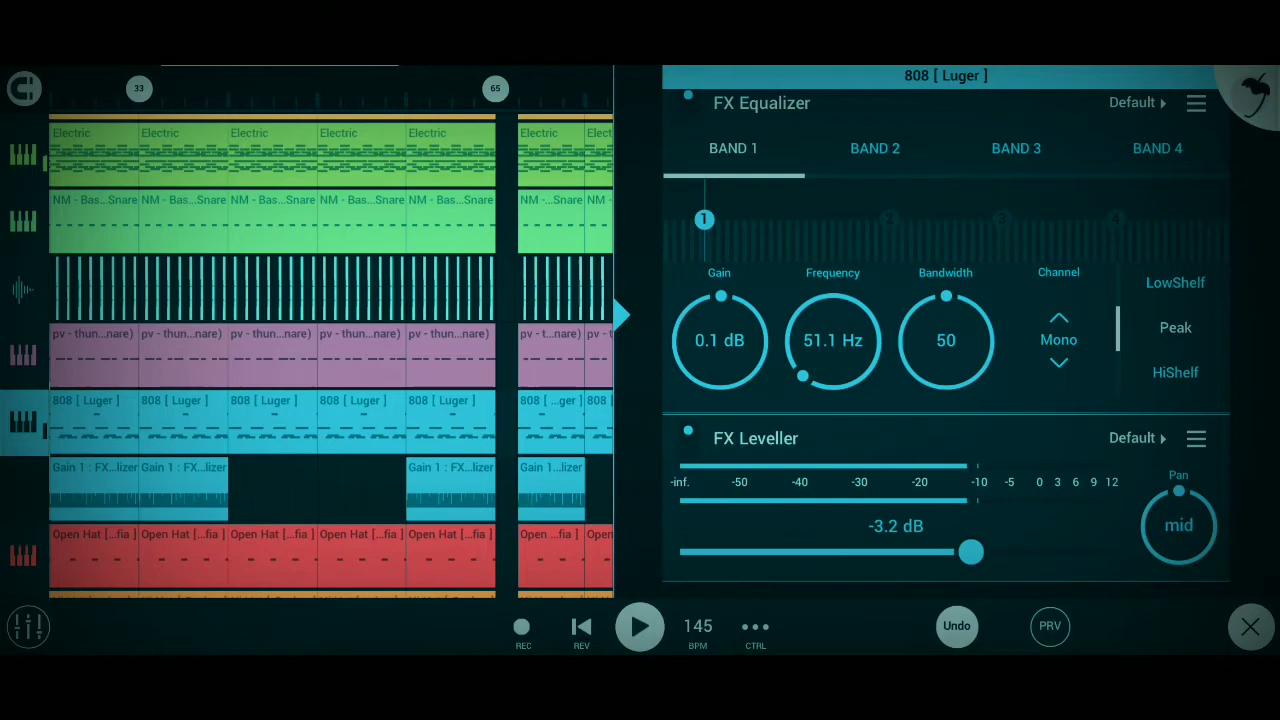 33
65
808 [ Luger ]
FX Equalizer
Default
BAND 1
BAND 2
BAND 3
BAND 4
1
2
3
4
Gain
Frequency
Bandwidth
Channel
0.1 dB
51.1 Hz
50
Mono
LowShelf
Peak
HiShelf
FX Leveller
Default
-inf.
-50
-40
-30
-20
-10
-5
0
3
6
9
12
-3.2 dB
Pan
mid
Electric
Electric
Electric
Electric
Electric
Electric
Elect
NM - Bas...Snare
NM - Bas...Snare
NM - Bas...Snare
NM - Bas...Snare
NM - Bas...Snare
NM -...Snare
NM -
pv - thun...nare)
pv - thun...nare)
pv - thun...nare)
pv - thun...nare)
pv - thun...nare)
pv - t...nare)
pv -
808 [ Luger ]
808 [ Luger ]
808 [ Luger ]
808 [ Luger ]
808 [ Luger ]
808 [ ...ger ]
808 [
Gain 1 : FX...lizer
Gain 1 : FX...lizer
Gain 1 : FX...lizer
Gain 1...lizer
Open Hat [...fia ]
Open Hat [...fia ]
Open Hat [...fia ]
Open Hat [...fia ]
Open Hat [...fia ]
Open ...fia ]
Open
REC
REV
145
BPM
CTRL
Undo
PRV